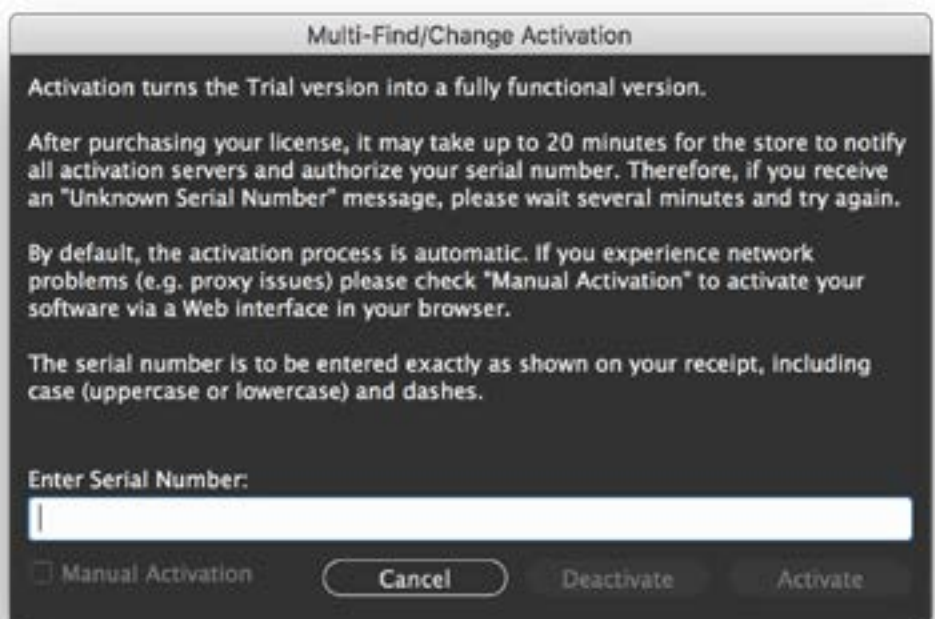 Multi-Find/Change Activation
Activation turns the Trial version into a fully functional version.
After purchasing your license, it may take up to 20 minutes for the store to notify
all activation servers and authorize your serial number. Therefore, if you receive
an "Unknown Serial Number" message, please wait several minutes and try again.
By default, the activation process is automatic. If you experience network
problems (e.g. proxy issues) please check "Manual Activation" to activate your
software via a Web interface in your browser.
The serial number is to be entered exactly as shown on your receipt, including
case (uppercase or lowercase) and dashes.
Enter Serial Number:
Manual Activation Cancel Deactivate Activate